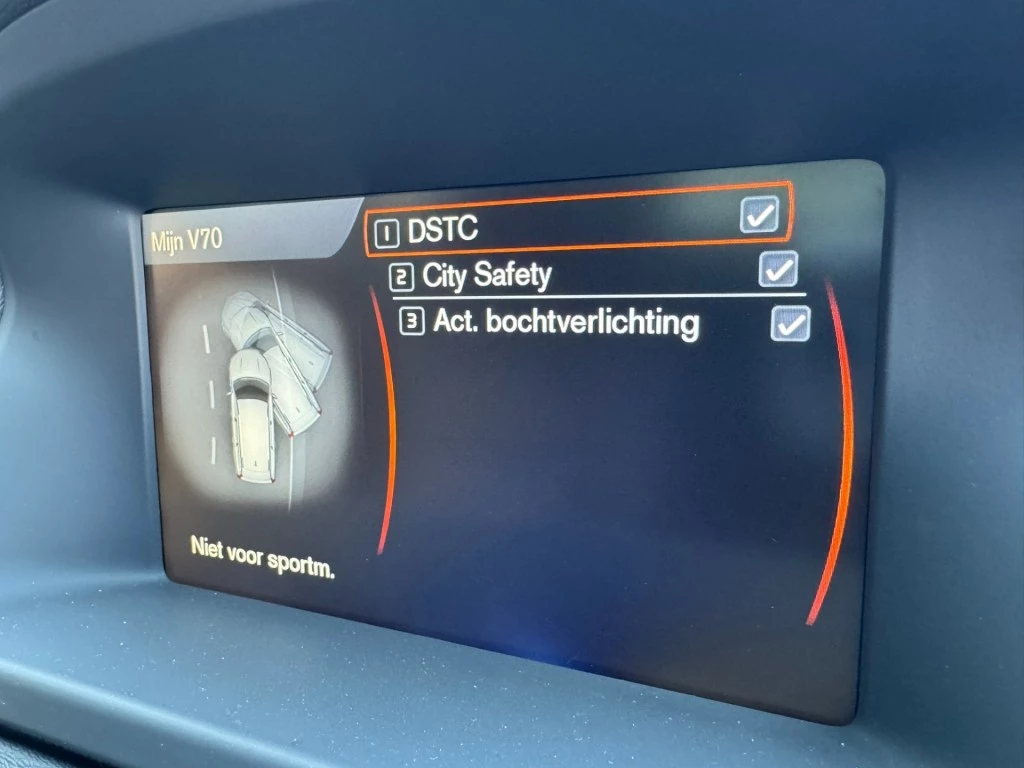 Mijn V70
1 DSTC
2 City Safety
3 Act. bochtverlichting
Niet voor sportm.